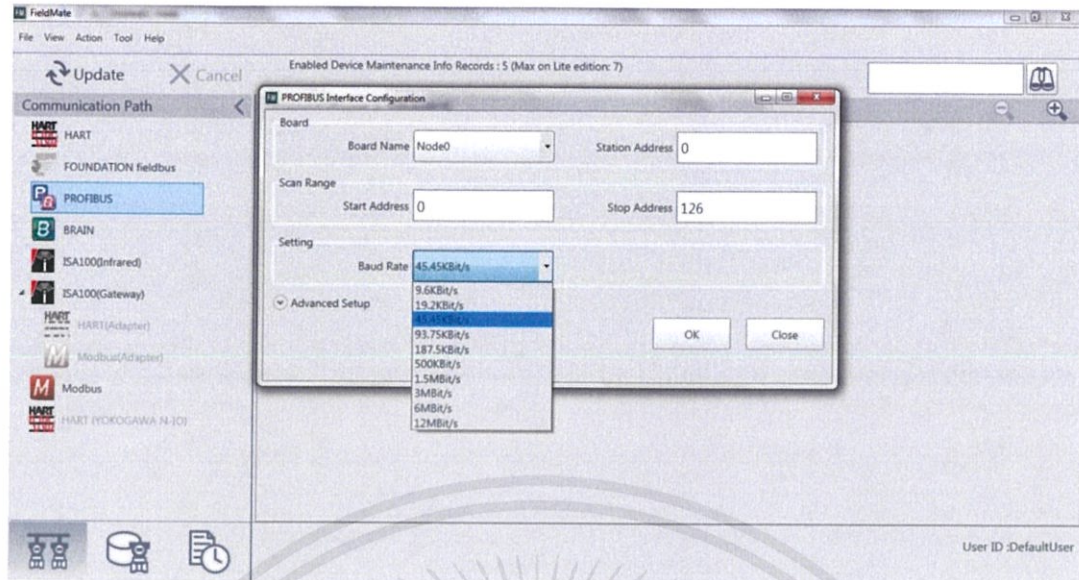 FieldMate
File View Action Tool Help
Update Cancel
Enabled Device Maintenance Info Records : 5 (Max on Lite edition: 7)
Communication Path
HART HART
FOUNDATION fieldbus
PROFIBUS
BRAIN
ISA100(Infrared)
ISA100(Gateway)
HART HART(Adapter)
Modbus(Adapter)
Modbus
HART HART (YOKOGAWA N-IO)
PROFIBUS Interface Configuration
Board
Board Name Node0
Station Address 0
Scan Range
Start Address 0
Stop Address 126
Setting
Baud Rate 45.45KBit/s
9.6KBit/s
19.2KBit/s
45.45KBit/s
93.75KBit/s
187.5KBit/s
500KBit/s
1.5MBit/s
3MBit/s
6MBit/s
12MBit/s
Advanced Setup
OK Close
User ID :DefaultUser